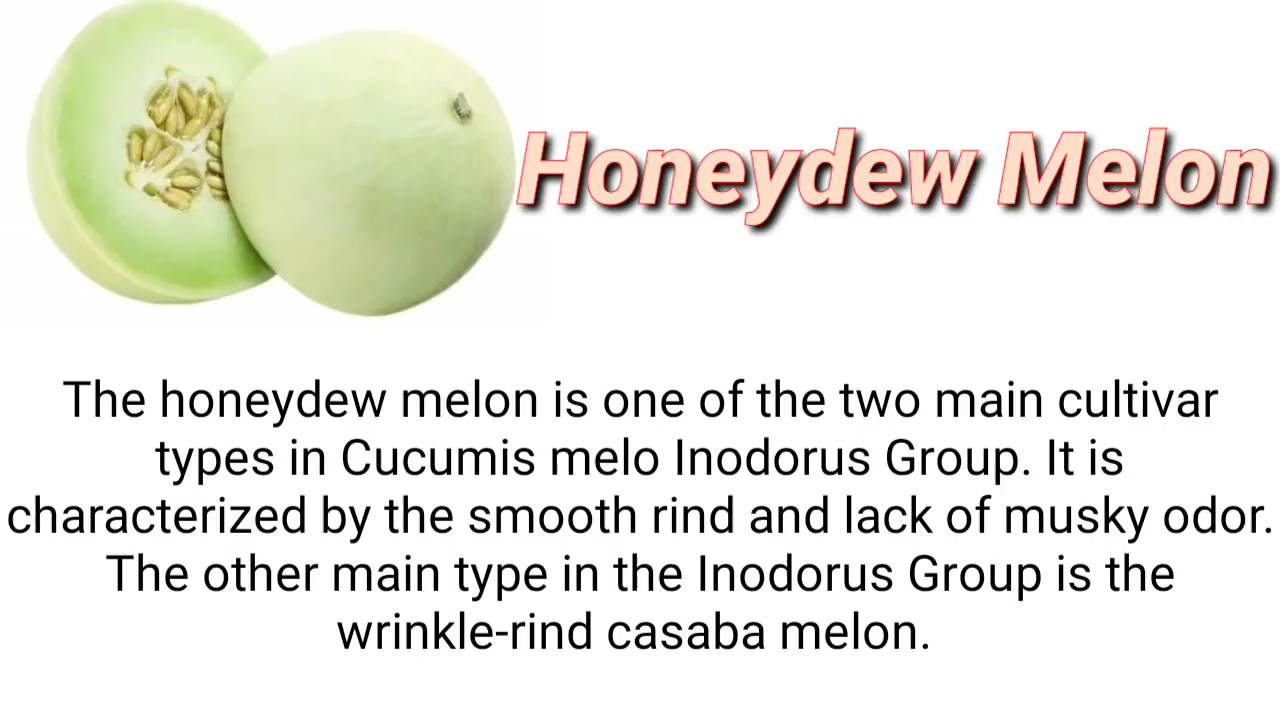 Honeydew Melon
The honeydew melon is one of the two main cultivar
types in Cucumis melo Inodorus Group. It is
characterized by the smooth rind and lack of musky odor.
The other main type in the Inodorus Group is the
wrinkle-rind casaba melon.